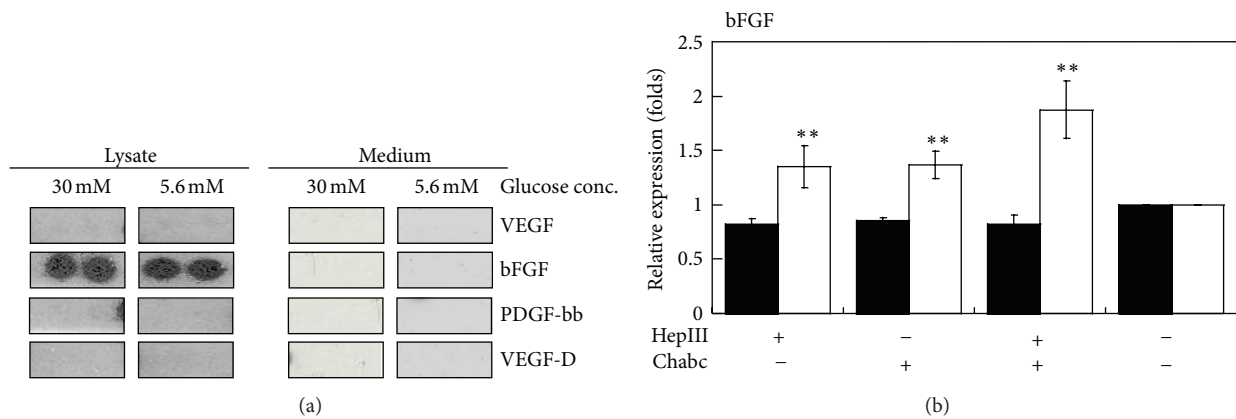 Lysate
Medium
30 mM
5.6 mM
30 mM
5.6 mM
Glucose conc.
VEGF
bFGF
PDGF-bb
VEGF-D
(a)
bFGF
Relative expression (folds)
2.5
2
1.5
1
0.5
0
** ** **
HepIII + − + −
Chabc − + + −
(b)